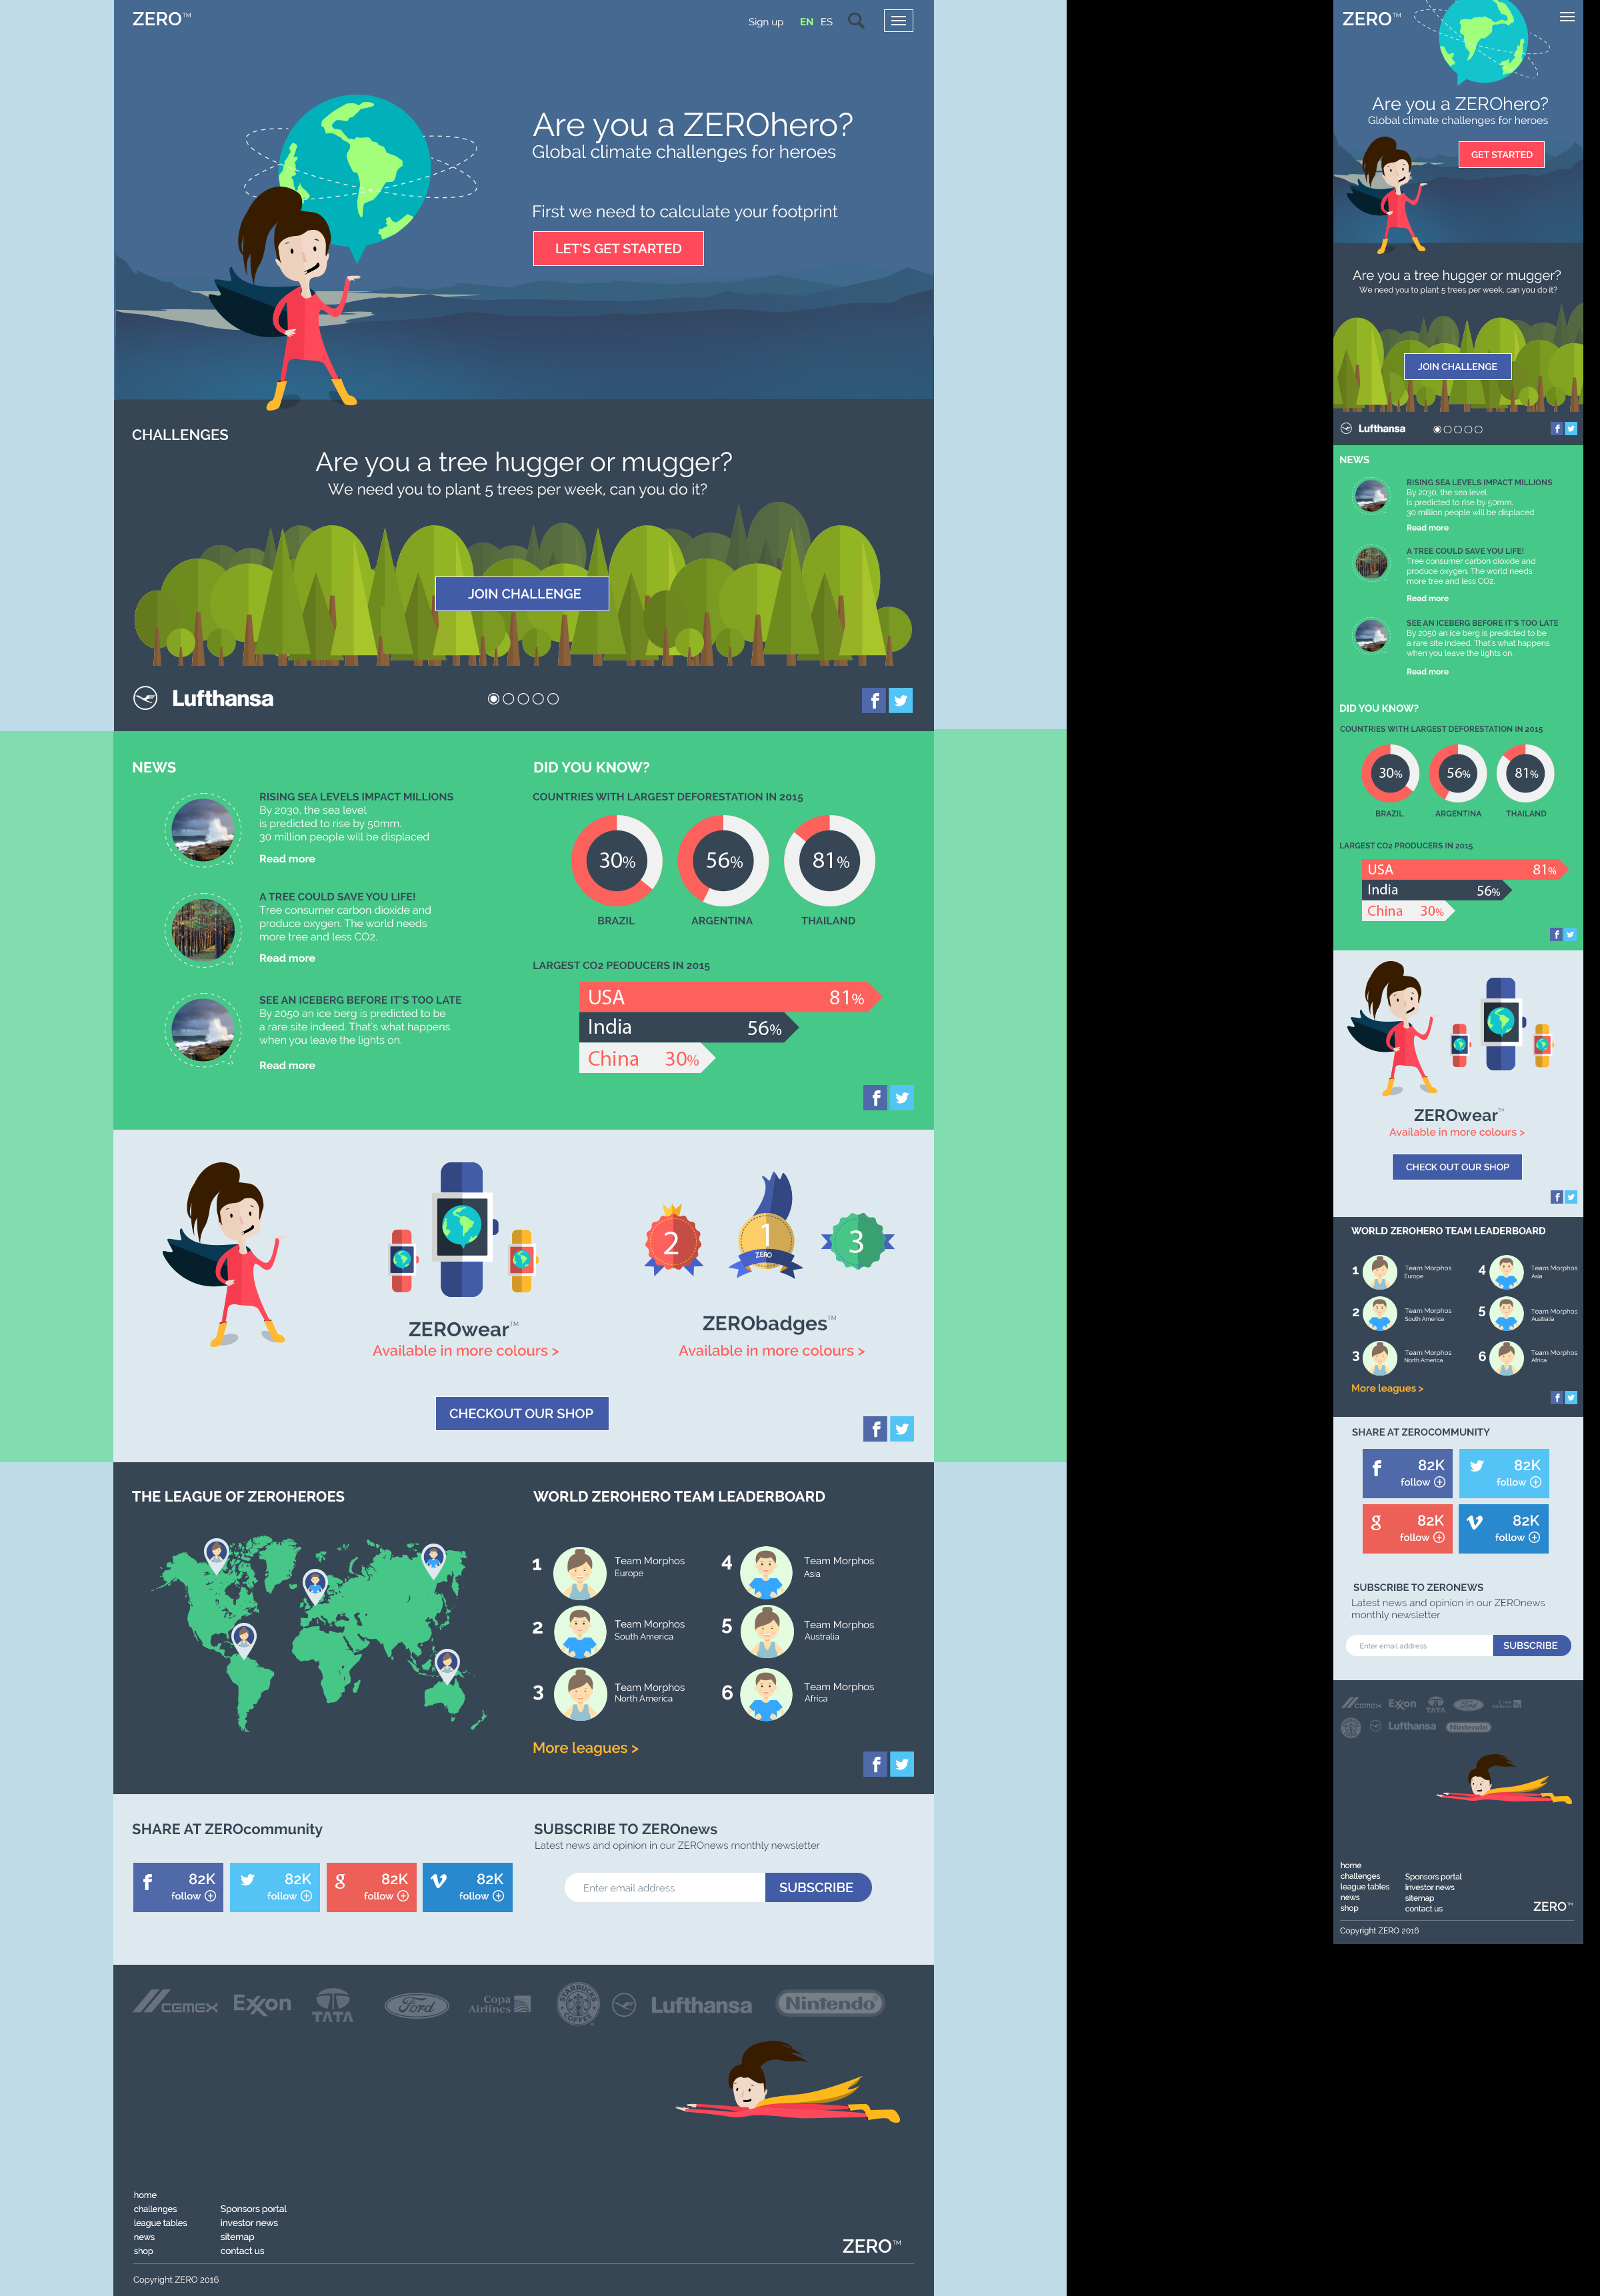 ZERO™
Sign up EN ES
Are you a ZEROhero?
Global climate challenges for heroes
First we need to calculate your footprint
LET'S GET STARTED
CHALLENGES
Are you a tree hugger or mugger?
We need you to plant 5 trees per week, can you do it?
JOIN CHALLENGE
Lufthansa
NEWS
RISING SEA LEVELS IMPACT MILLIONS
By 2030, the sea level
is predicted to rise by 50mm.
30 million people will be displaced
Read more
A TREE COULD SAVE YOU LIFE!
Tree consumer carbon dioxide and
produce oxygen. The world needs
more tree and less CO2.
Read more
SEE AN ICEBERG BEFORE IT'S TOO LATE
By 2050 an ice berg is predicted to be
a rare site indeed. That's what happens
when you leave the lights on.
Read more
DID YOU KNOW?
COUNTRIES WITH LARGEST DEFORESTATION IN 2015
30% 56% 81%
BRAZIL ARGENTINA THAILAND
LARGEST CO2 PEODUCERS IN 2015
USA 81%
India 56%
China 30%
ZEROwear™
Available in more colours >
2 1 3
ZERO
ZERObadges™
Available in more colours >
CHECKOUT OUR SHOP
THE LEAGUE OF ZEROHEROES
WORLD ZEROHERO TEAM LEADERBOARD
1 Team Morphos
Europe
2 Team Morphos
South America
3 Team Morphos
North America
4 Team Morphos
Asia
5 Team Morphos
Australia
6 Team Morphos
Africa
More leagues >
SHARE AT ZEROcommunity
82K
follow
82K
follow
82K
follow
82K
follow
SUBSCRIBE TO ZEROnews
Latest news and opinion in our ZEROnews monthly newsletter
Enter email address SUBSCRIBE
CEMEX Exxon TATA Ford Copa Airlines STARBUCKS COFFEE Lufthansa Nintendo
home
challenges
league tables
news
shop
Sponsors portal
investor news
sitemap
contact us
ZERO™
Copyright ZERO 2016
ZERO™
Are you a ZEROhero?
Global climate challenges for heroes
GET STARTED
Are you a tree hugger or mugger?
We need you to plant 5 trees per week, can you do it?
JOIN CHALLENGE
Lufthansa
NEWS
RISING SEA LEVELS IMPACT MILLIONS
By 2030, the sea level
is predicted to rise by 50mm.
30 million people will be displaced
Read more
A TREE COULD SAVE YOU LIFE!
Tree consumer carbon dioxide and
produce oxygen. The world needs
more tree and less CO2.
Read more
SEE AN ICEBERG BEFORE IT'S TOO LATE
By 2050 an ice berg is predicted to be
a rare site indeed. That's what happens
when you leave the lights on.
Read more
DID YOU KNOW?
COUNTRIES WITH LARGEST DEFORESTATION IN 2015
30% 56% 81%
BRAZIL ARGENTINA THAILAND
LARGEST CO2 PRODUCERS IN 2015
USA 81%
India 56%
China 30%
ZEROwear™
Available in more colours >
CHECK OUT OUR SHOP
WORLD ZEROHERO TEAM LEADERBOARD
1 Team Morphos
Europe
2 Team Morphos
South America
3 Team Morphos
North America
4 Team Morphos
Asia
5 Team Morphos
Australia
6 Team Morphos
Africa
More leagues >
SHARE AT ZEROCOMMUNITY
82K
follow
82K
follow
82K
follow
82K
follow
SUBSCRIBE TO ZERONEWS
Latest news and opinion in our ZEROnews
monthly newsletter
Enter email address SUBSCRIBE
CEMEX Exxon TATA Ford Copa Airlines
Lufthansa Nintendo
home
challenges
league tables
news
shop
Sponsors portal
investor news
sitemap
contact us
ZERO™
Copyright ZERO 2016